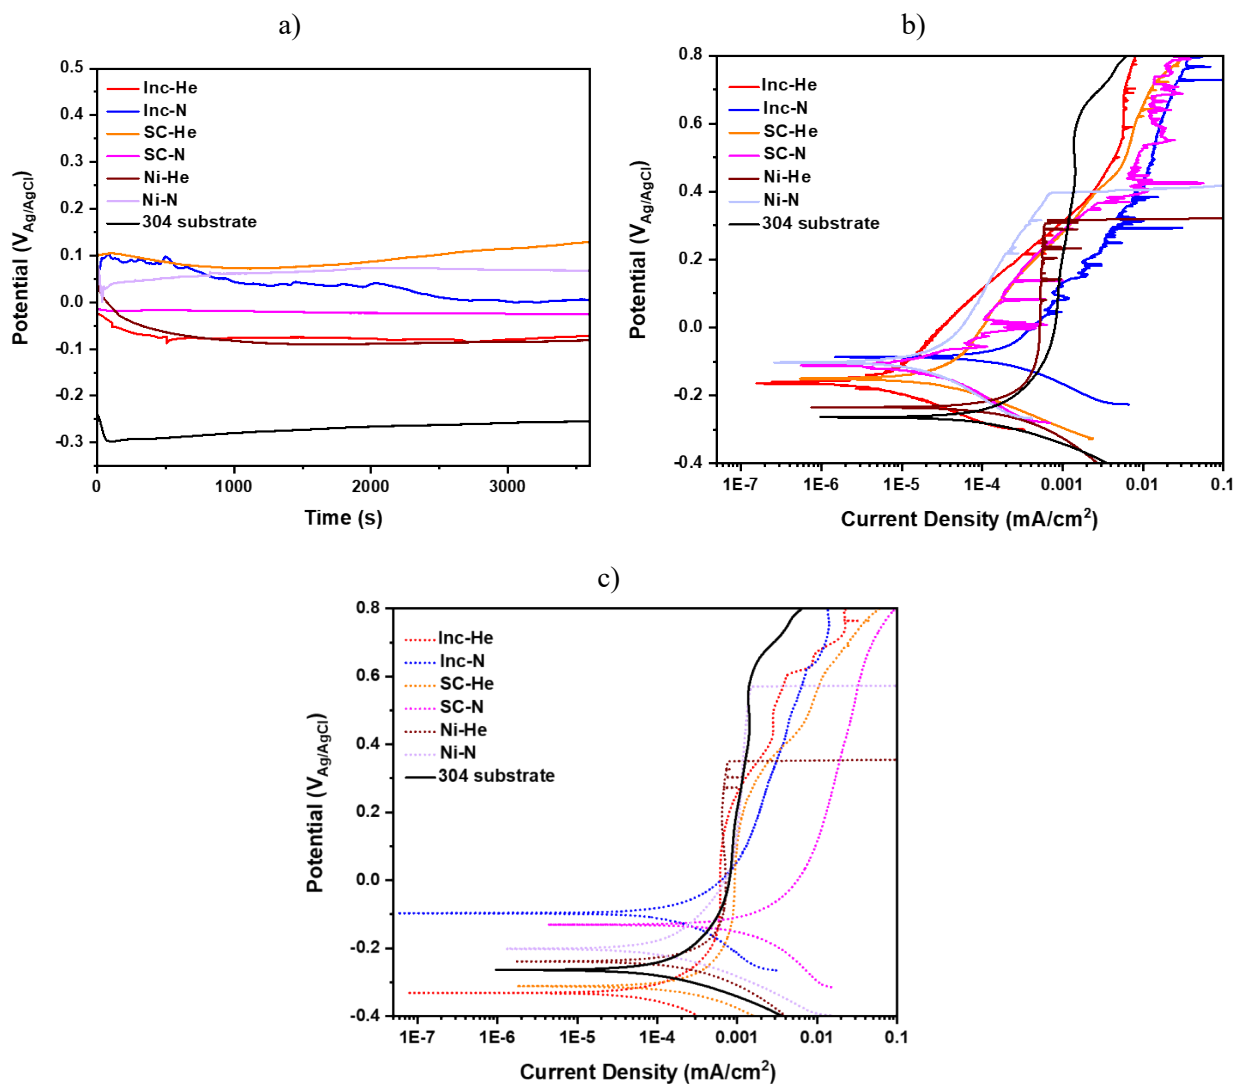 a)
0.5
0.4
0.3
0.2
0.1
0.0
-0.1
-0.2
-0.3
Potential (V_Ag/AgCl)
Inc-He
Inc-N
SC-He
SC-N
Ni-He
Ni-N
304 substrate
0 1000 2000 3000
Time (s)
b)
0.8
0.6
0.4
0.2
0.0
-0.2
-0.4
Potential (V_Ag/AgCl)
Inc-He
Inc-N
SC-He
SC-N
Ni-He
Ni-N
304 substrate
1E-7 1E-6 1E-5 1E-4 0.001 0.01 0.1
Current Density (mA/cm²)
c)
0.8
0.6
0.4
0.2
0.0
-0.2
-0.4
Potential (V_Ag/AgCl)
Inc-He
Inc-N
SC-He
SC-N
Ni-He
Ni-N
304 substrate
1E-7 1E-6 1E-5 1E-4 0.001 0.01 0.1
Current Density (mA/cm²)